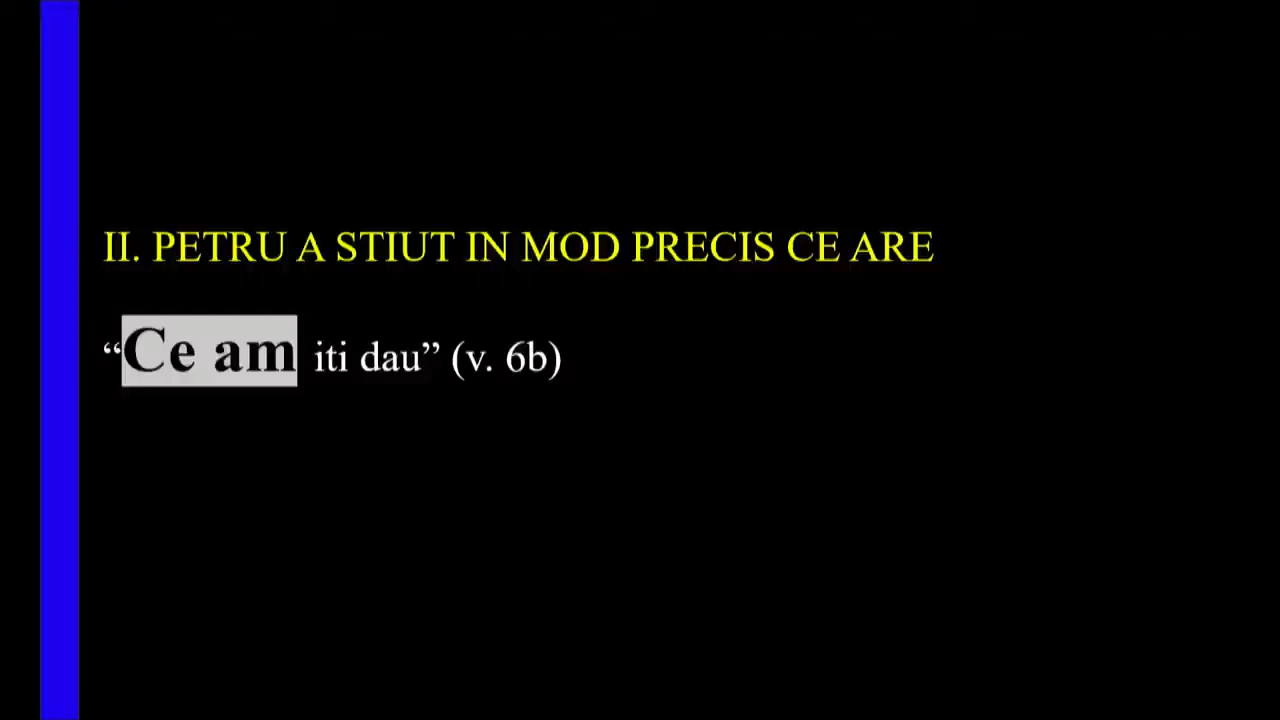 II. PETRU A STIUT IN MOD PRECIS CE ARE
“Ce am iti dau” (v. 6b)